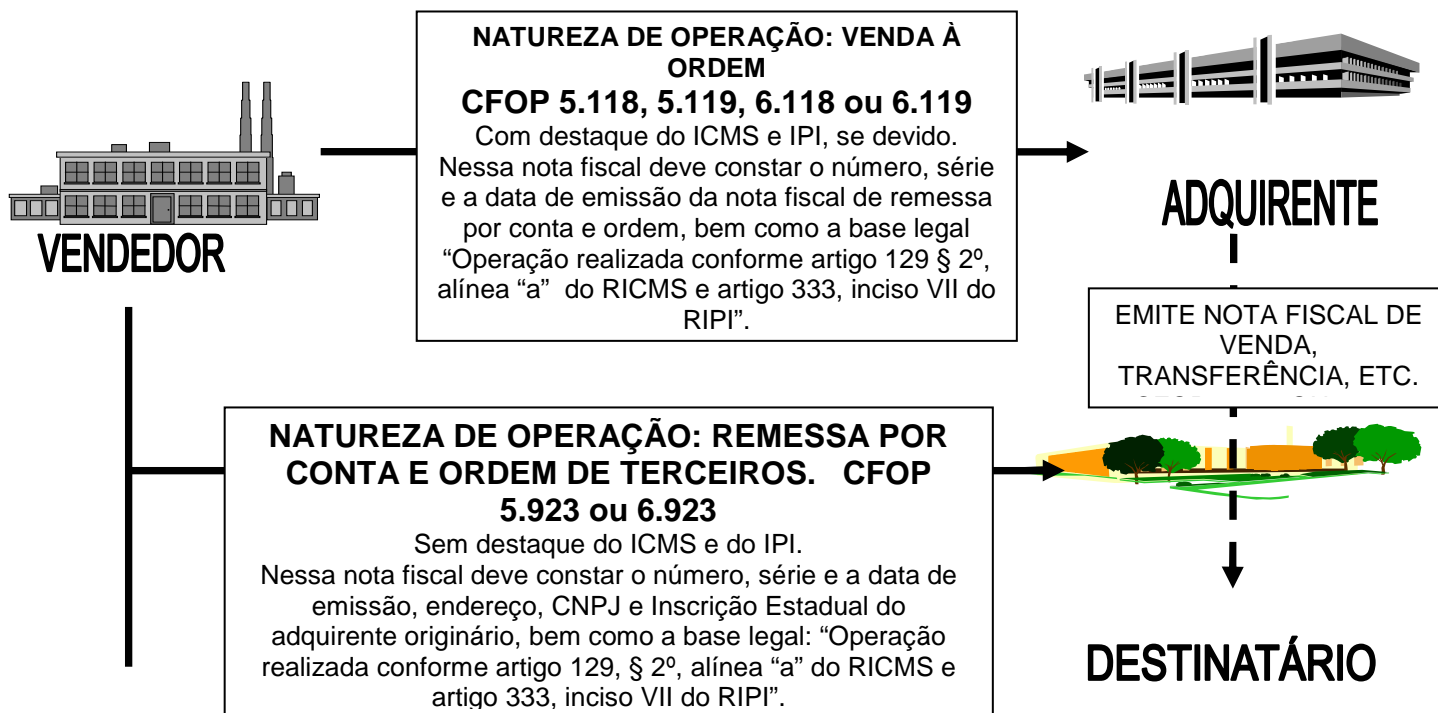 NATUREZA DE OPERAÇÃO: VENDA À
ORDEM
CFOP 5.118, 5.119, 6.118 ou 6.119
Com destaque do ICMS e IPI, se devido.
Nessa nota fiscal deve constar o número, série
e a data de emissão da nota fiscal de remessa
por conta e ordem, bem como a base legal
“Operação realizada conforme artigo 129 § 2º,
alínea “a” do RICMS e artigo 333, inciso VII do
RIPI”.
VENDEDOR
ADQUIRENTE
EMITE NOTA FISCAL DE
VENDA,
TRANSFERÊNCIA, ETC.
NATUREZA DE OPERAÇÃO: REMESSA POR
CONTA E ORDEM DE TERCEIROS. CFOP
5.923 ou 6.923
Sem destaque do ICMS e do IPI.
Nessa nota fiscal deve constar o número, série e a data de
emissão, endereço, CNPJ e Inscrição Estadual do
adquirente originário, bem como a base legal: “Operação
realizada conforme artigo 129, § 2º, alínea “a” do RICMS e
artigo 333, inciso VII do RIPI”.
DESTINATÁRIO